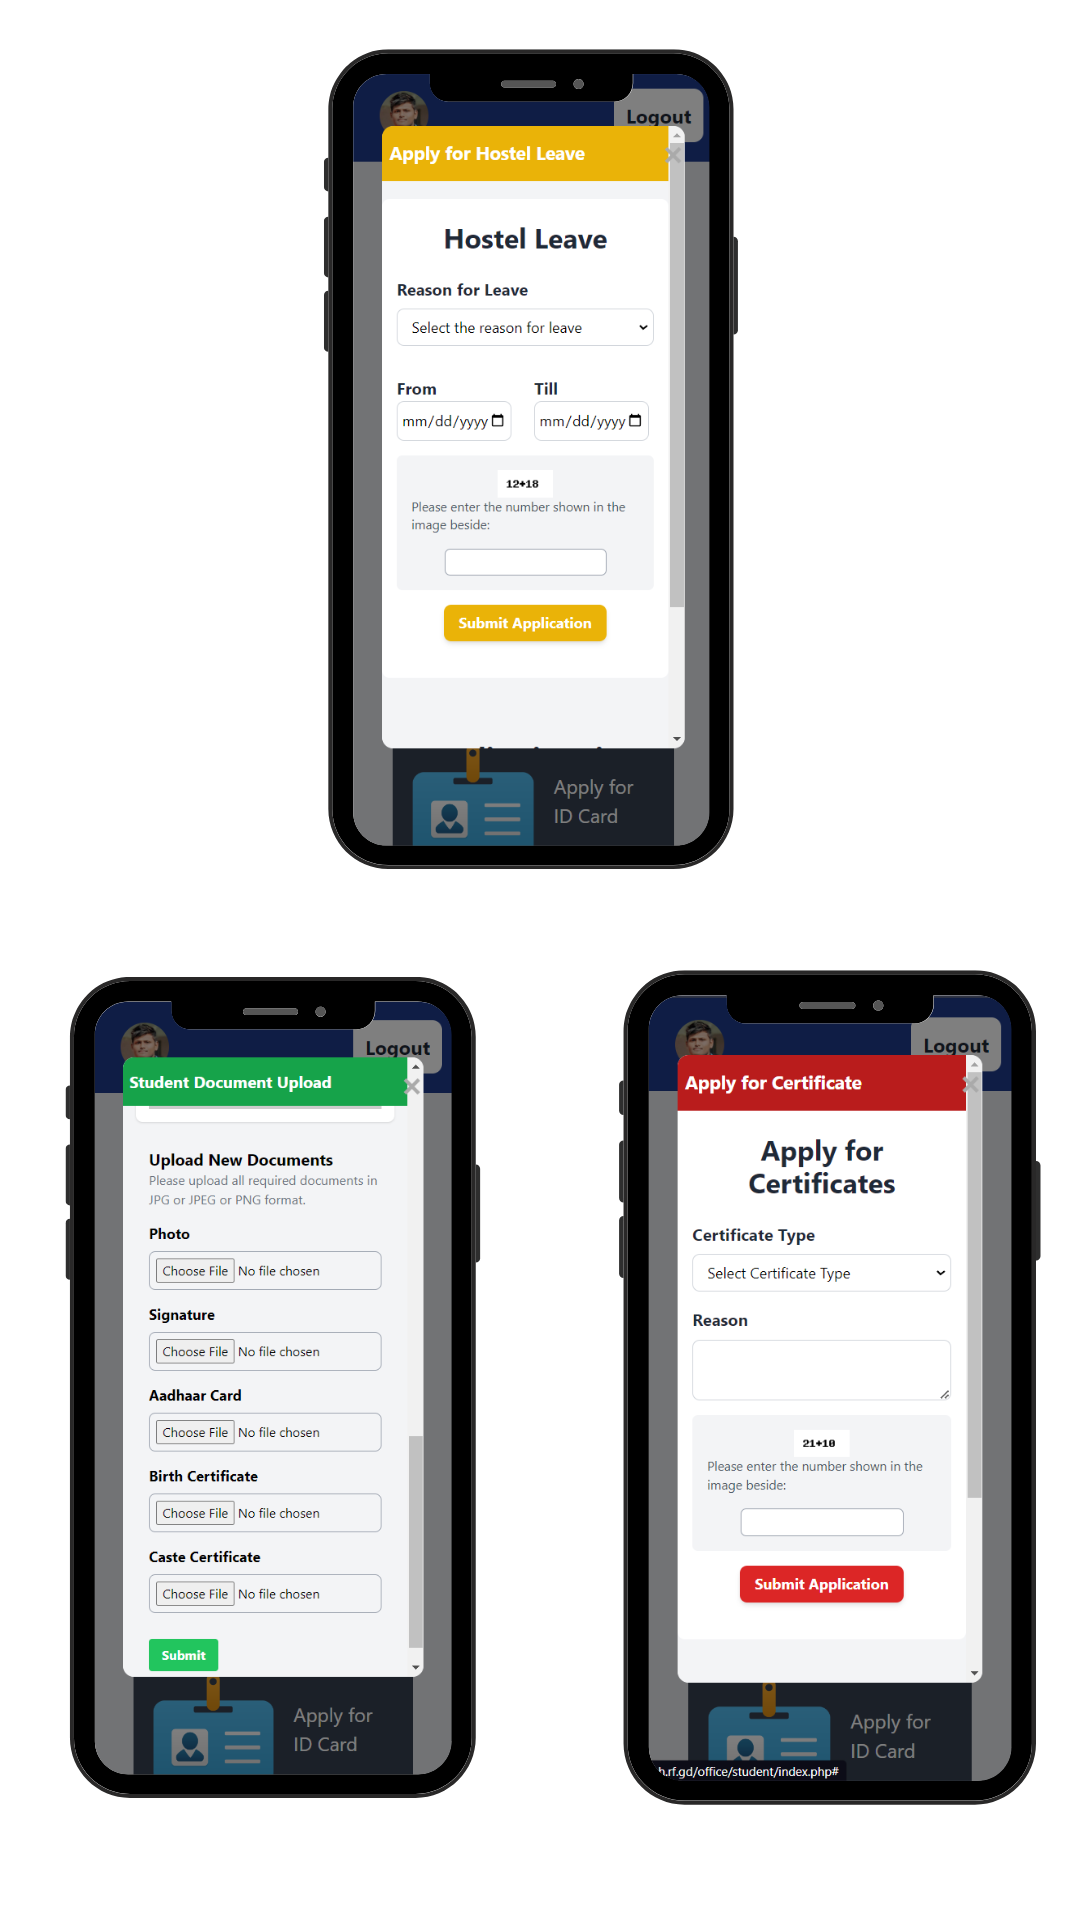 Logout
Apply for Hostel Leave
Hostel Leave
Reason for Leave
Select the reason for leave
From Till
mm/dd/yyyy mm/dd/yyyy
12+18
Please enter the number shown in the
image beside:
Submit Application
Apply for
ID Card
Logout
Student Document Upload
Upload New Documents
Please upload all required documents in
JPG or JPEG or PNG format.
Photo
Choose File No file chosen
Signature
Choose File No file chosen
Aadhaar Card
Choose File No file chosen
Birth Certificate
Choose File No file chosen
Caste Certificate
Choose File No file chosen
Submit
Apply for
ID Card
Logout
Apply for Certificate
Apply for
Certificates
Certificate Type
Select Certificate Type
Reason
21+10
Please enter the number shown in the
image beside:
Submit Application
Apply for
ID Card
h.rf.gd/office/student/index.php#